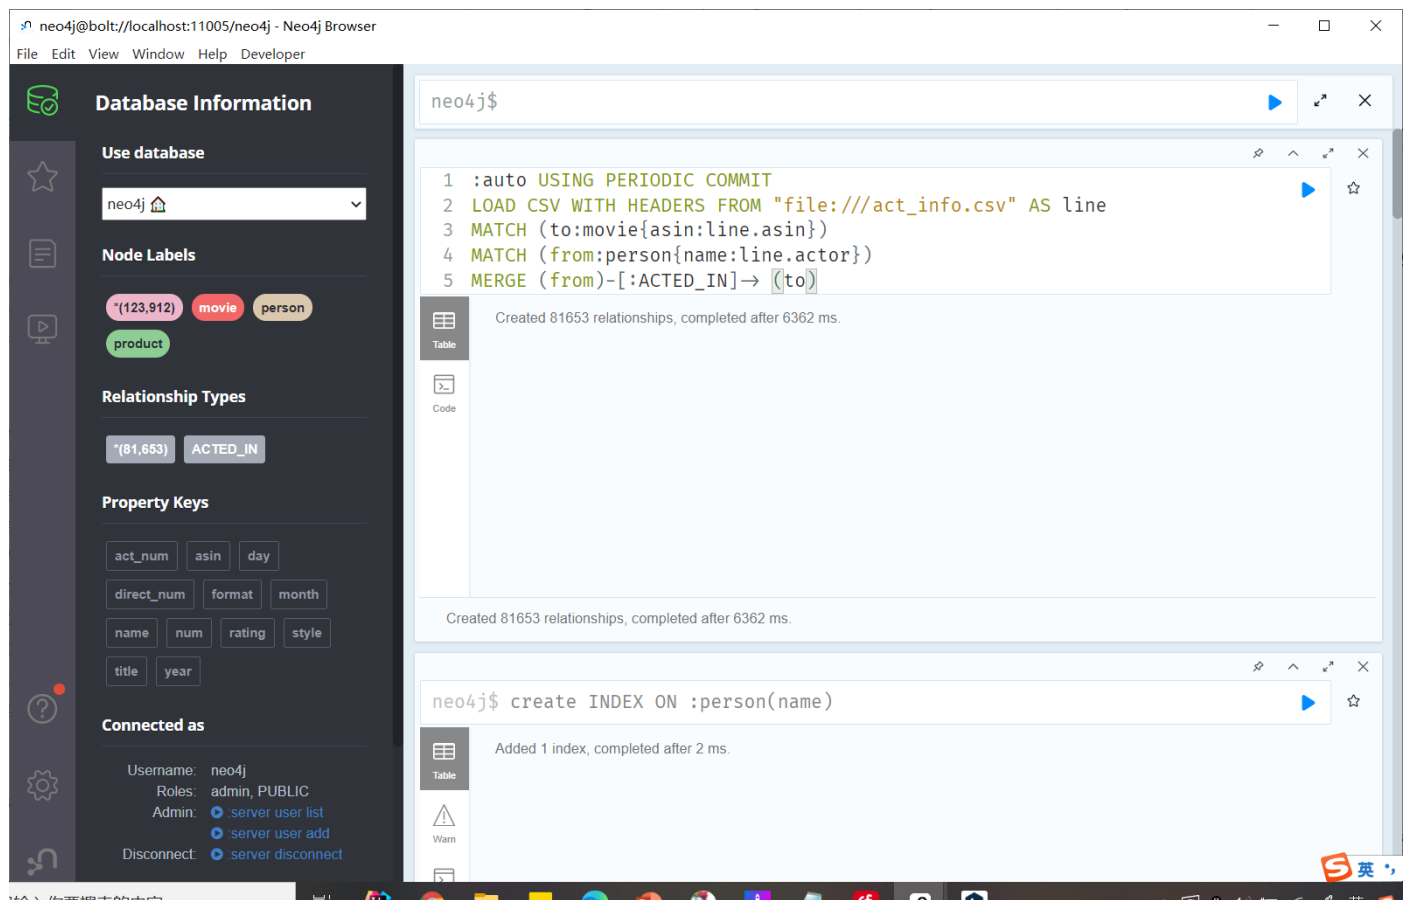 neo4j@bolt://localhost:11005/neo4j - Neo4j Browser
File Edit View Window Help Developer
Database Information
Use database
neo4j
Node Labels
*(123,912) movie person
product
Relationship Types
*(81,653) ACTED_IN
Property Keys
act_num asin day
direct_num format month
name num rating style
title year
Connected as
Username: neo4j
Roles: admin, PUBLIC
Admin: :server user list
:server user add
Disconnect: :server disconnect
neo4j$
1 :auto USING PERIODIC COMMIT
2 LOAD CSV WITH HEADERS FROM "file:///act_info.csv" AS line
3 MATCH (to:movie{asin:line.asin})
4 MATCH (from:person{name:line.actor})
5 MERGE (from)-[:ACTED_IN]-> (to)
Table
Created 81653 relationships, completed after 6362 ms.
Code
Created 81653 relationships, completed after 6362 ms.
neo4j$ create INDEX ON :person(name)
Table
Added 1 index, completed after 2 ms.
Warn
英